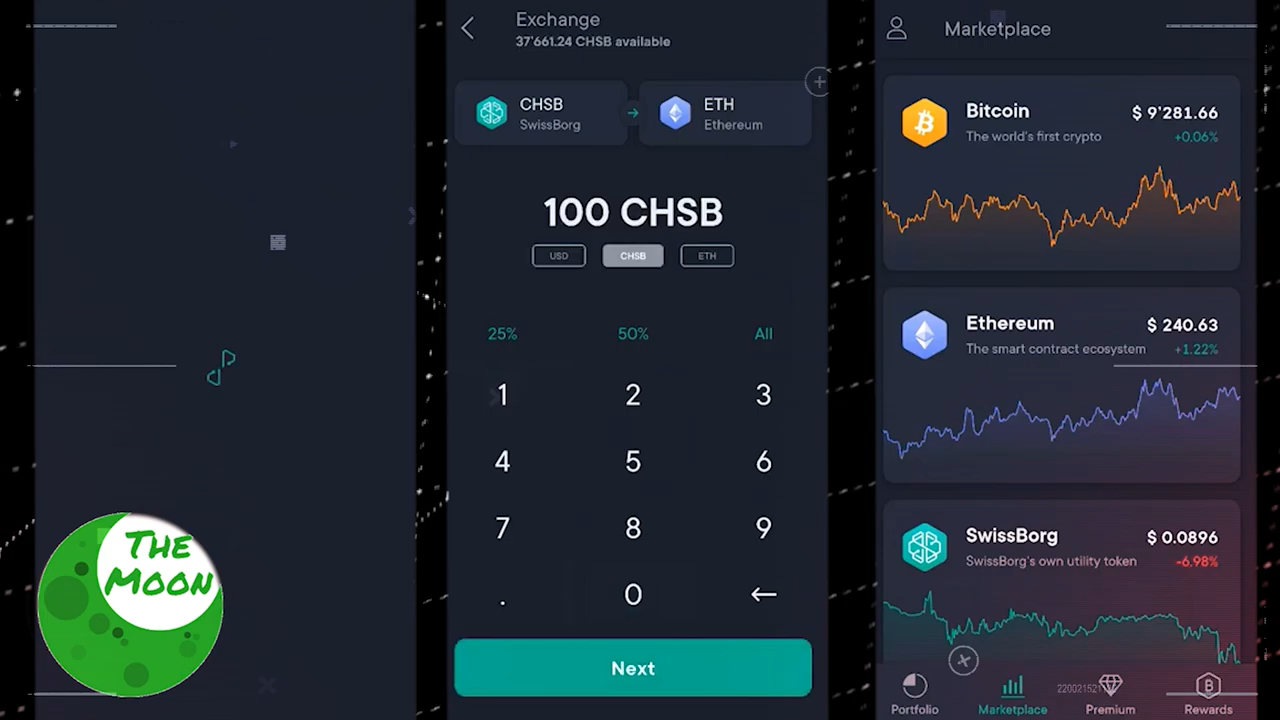 Exchange
37'661.24 CHSB available
CHSB
SwissBorg
ETH
Ethereum
100 CHSB
USD
CHSB
ETH
25%
50%
All
1
2
3
4
5
6
7
8
9
.
0
Next
Marketplace
Bitcoin
$ 9'281.66
The world's first crypto
+0.06%
Ethereum
$ 240.63
The smart contract ecosystem
+1.22%
SwissBorg
$ 0.0896
SwissBorg's own utility token
-6.98%
220021521
Portfolio
Marketplace
Premium
Rewards
THE
MOON